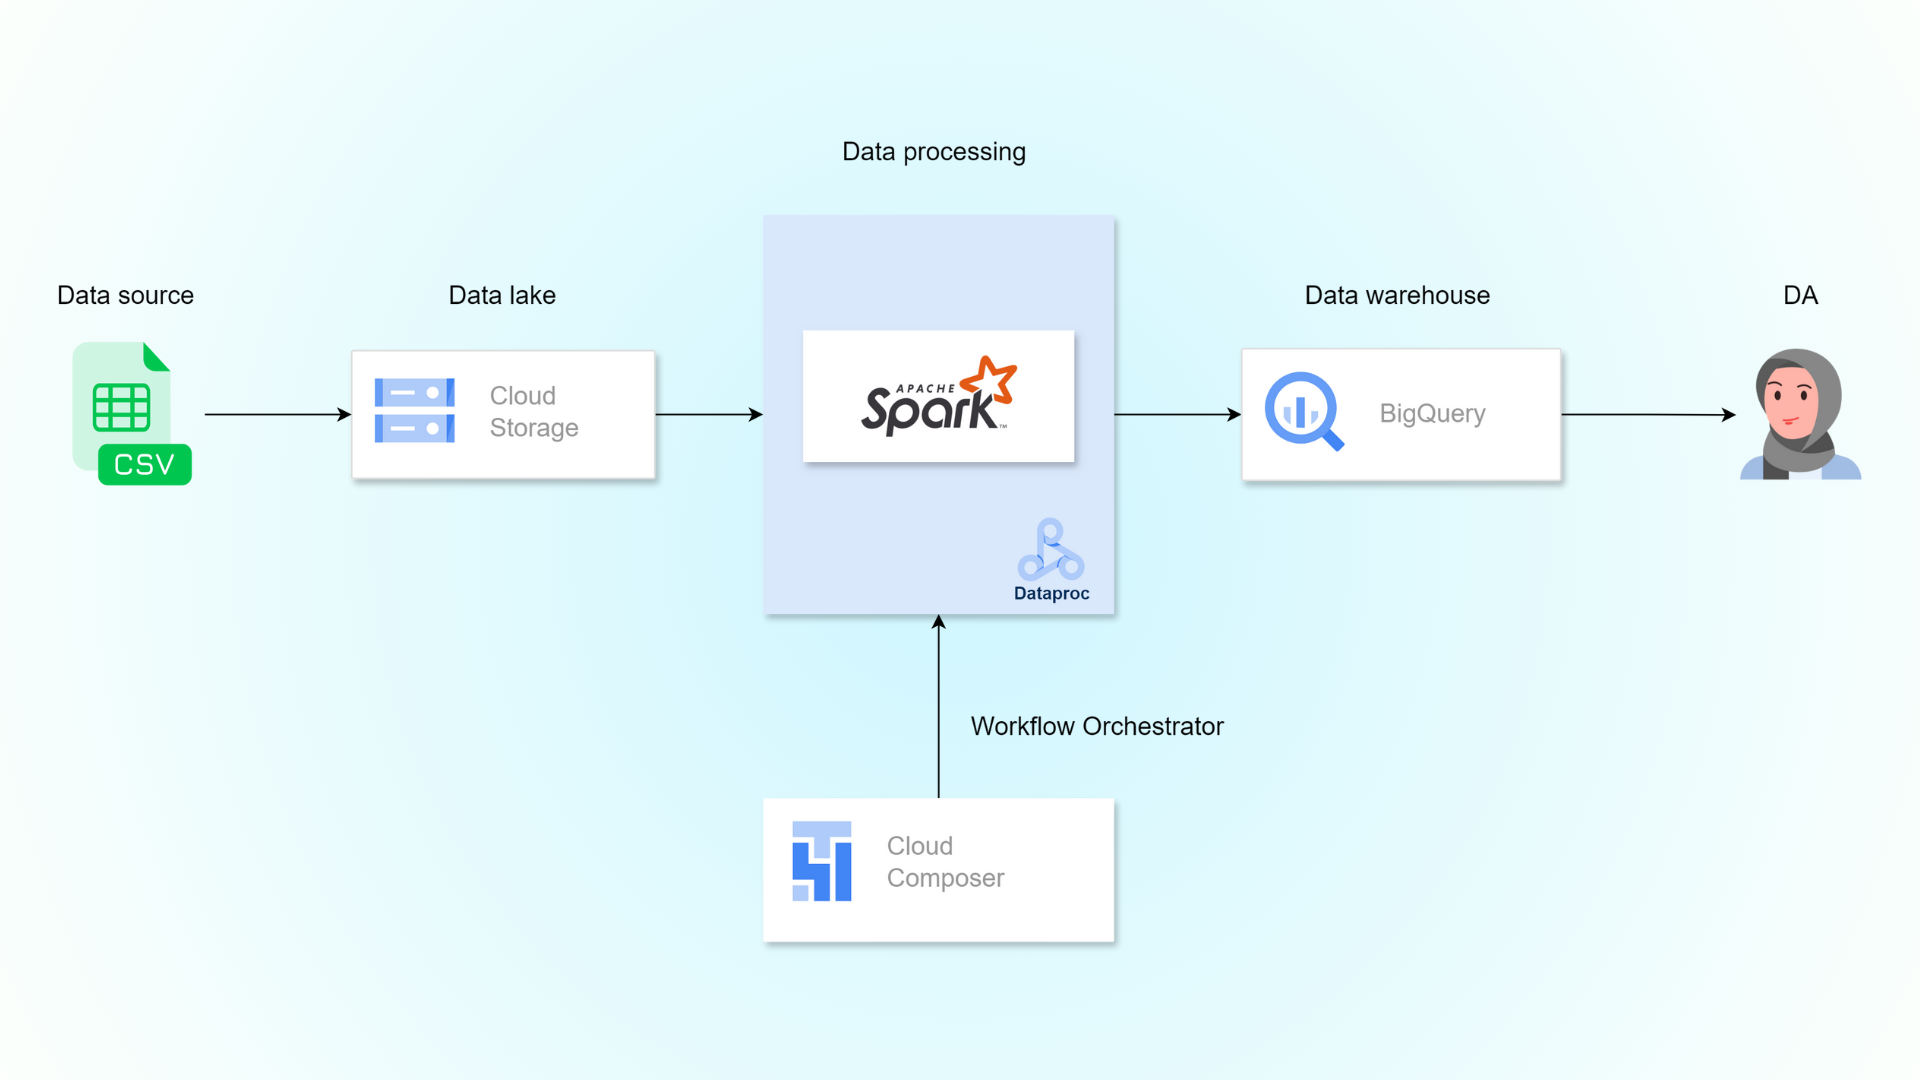 Data processing
Data source
Data lake
Data warehouse
DA
CSV
Cloud
Storage
APACHE
Spark™
BigQuery
Dataproc
Workflow Orchestrator
Cloud
Composer